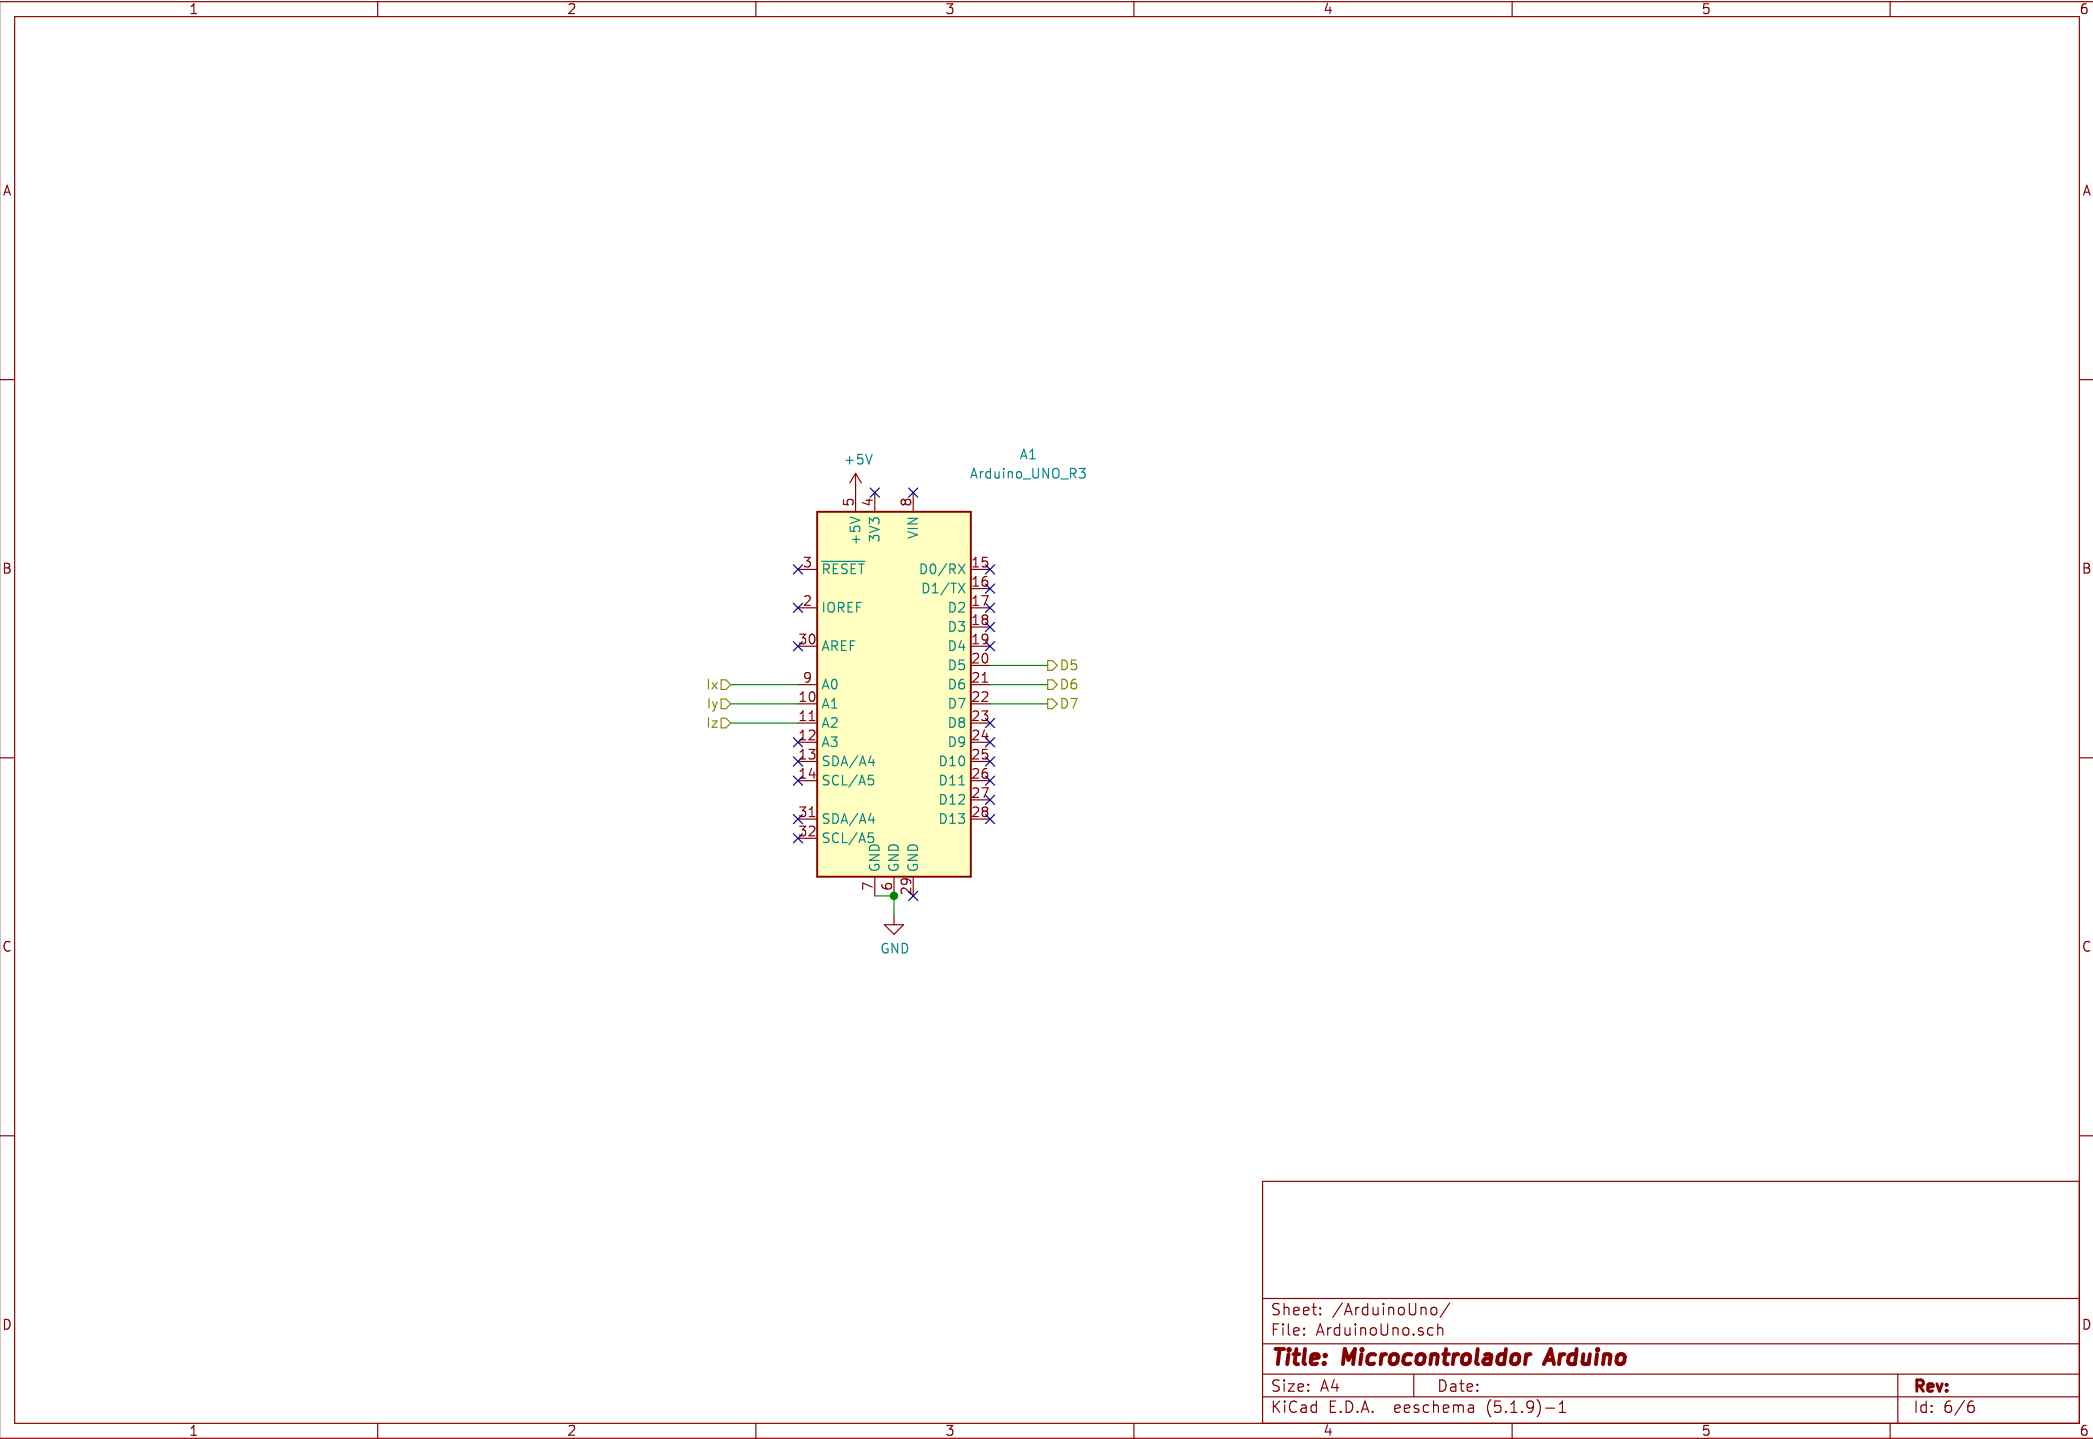 1 2 3 4 5 6
A A
A1
+5V
Arduino_UNO_R3
5 4 8
+5V 3V3 VIN
B B
3 RESET D0/RX 15
D1/TX 16
2 IOREF D2 17
D3 18
30 AREF D4 19
D5 20 D5
Ix 9 A0 D6 21 D6
Iy 10 A1 D7 22 D7
Iz 11 A2 D8 23
12 A3 D9 24
13 SDA/A4 D10 25
14 SCL/A5 D11 26
D12 27
31 SDA/A4 D13 28
32 SCL/A5
GND GND GND
7 6 29
GND
C C
D D
Sheet: /ArduinoUno/
File: ArduinoUno.sch
Title: Microcontrolador Arduino
Size: A4 Date: Rev:
KiCad E.D.A. eeschema (5.1.9)-1 Id: 6/6
1 2 3 4 5 6